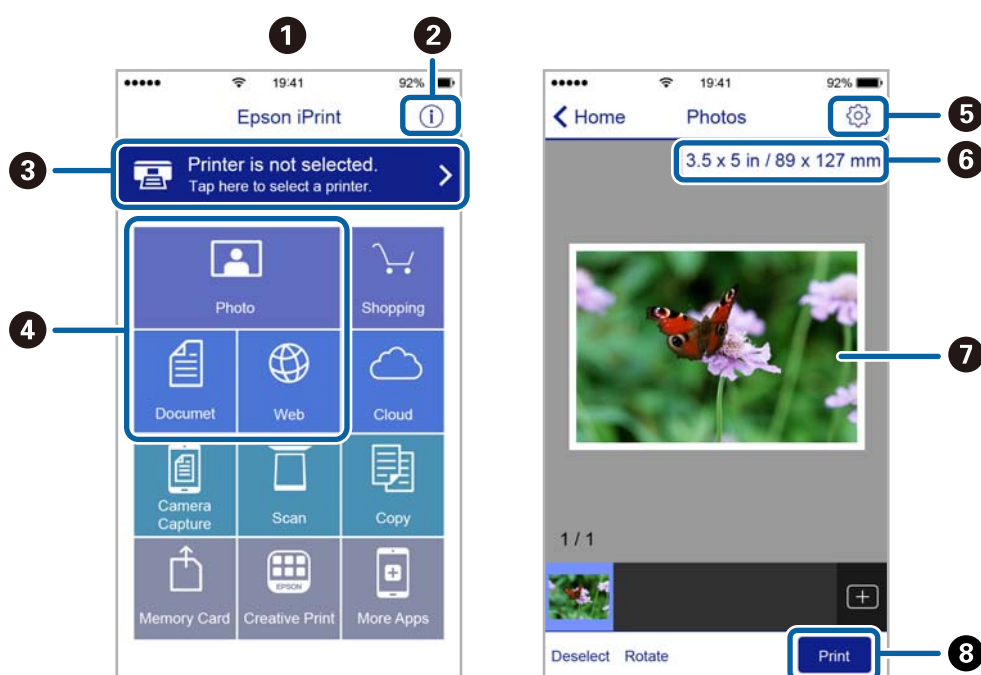 1
2
19:41 92%
Epson iPrint
3
Printer is not selected.
Tap here to select a printer.
4
Photo
Shopping
Documet
Web
Cloud
Camera
Capture
Scan
Copy
EPSON
Memory Card
Creative Print
More Apps
19:41 92%
Home Photos
5
3.5 x 5 in / 89 x 127 mm
6
7
1 / 1
Deselect Rotate Print
8